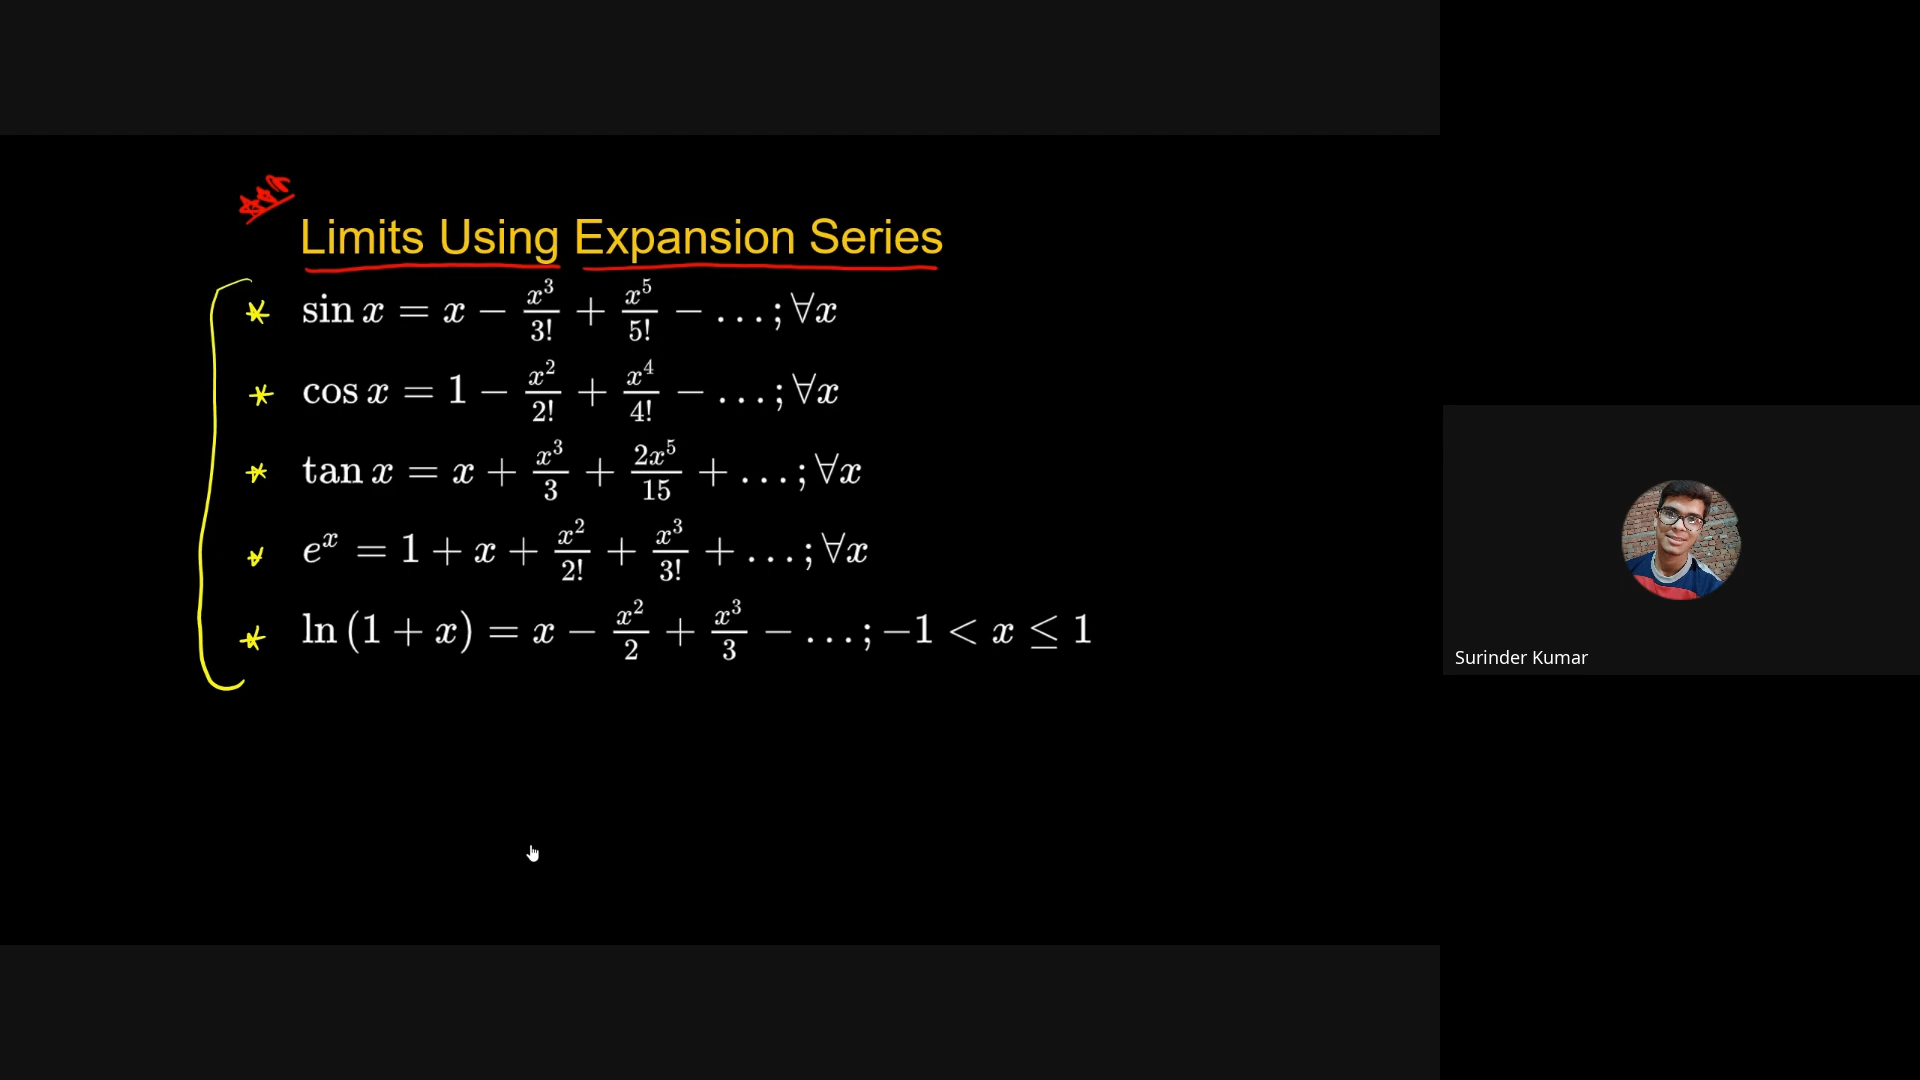 Limits Using Expansion Series
* sin x = x − x³/3! + x⁵/5! − …; ∀x
* cos x = 1 − x²/2! + x⁴/4! − …; ∀x
* tan x = x + x³/3 + 2x⁵/15 + …; ∀x
* eˣ = 1 + x + x²/2! + x³/3! + …; ∀x
* ln (1 + x) = x − x²/2 + x³/3 − …; −1 < x ≤ 1
Surinder Kumar